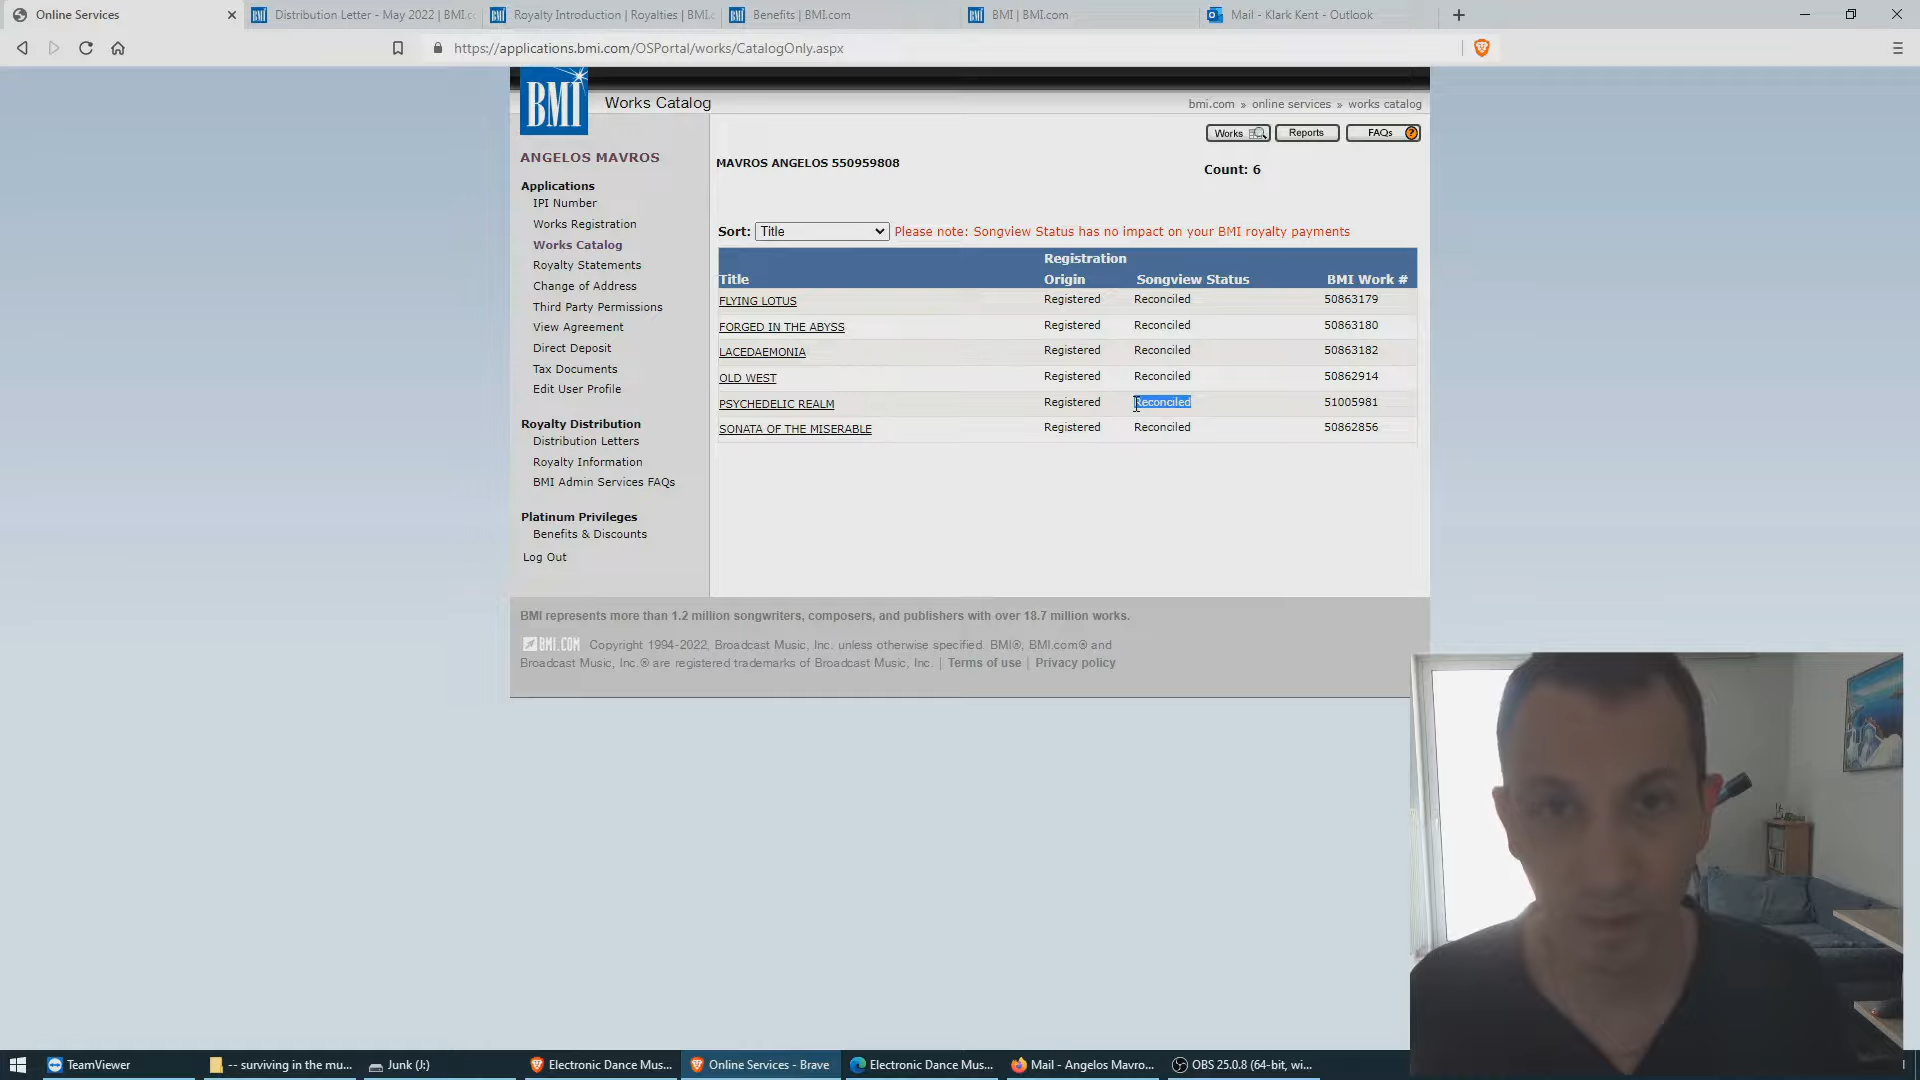 Online Services
Distribution Letter - May 2022 | BMI.c
Royalty Introduction | Royalties | BMI.c
Benefits | BMI.com
BMI | BMI.com
Mail - Klark Kent - Outlook
https://applications.bmi.com/OSPortal/works/CatalogOnly.aspx
BMI
Works Catalog
bmi.com » online services » works catalog
Works
Reports
FAQs ?
ANGELOS MAVROS
Applications
IPI Number
Works Registration
Works Catalog
Royalty Statements
Change of Address
Third Party Permissions
View Agreement
Direct Deposit
Tax Documents
Edit User Profile
Royalty Distribution
Distribution Letters
Royalty Information
BMI Admin Services FAQs
Platinum Privileges
Benefits & Discounts
Log Out
MAVROS ANGELOS 550959808
Count: 6
Sort: Title Please note: Songview Status has no impact on your BMI royalty payments
Registration
Title Origin Songview Status BMI Work #
FLYING LOTUS Registered Reconciled 50863179
FORGED IN THE ABYSS Registered Reconciled 50863180
LACEDAEMONIA Registered Reconciled 50863182
OLD WEST Registered Reconciled 50862914
PSYCHEDELIC REALM Registered Reconciled 51005981
SONATA OF THE MISERABLE Registered Reconciled 50862856
BMI represents more than 1.2 million songwriters, composers, and publishers with over 18.7 million works.
BMI.COM Copyright 1994-2022, Broadcast Music, Inc. unless otherwise specified. BMI®, BMI.com® and
Broadcast Music, Inc.® are registered trademarks of Broadcast Music, Inc. | Terms of use | Privacy policy
TeamViewer
-- surviving in the mu...
Junk (J:)
Electronic Dance Mus...
Online Services - Brave
Electronic Dance Mus...
Mail - Angelos Mavro...
OBS 25.0.8 (64-bit, wi...